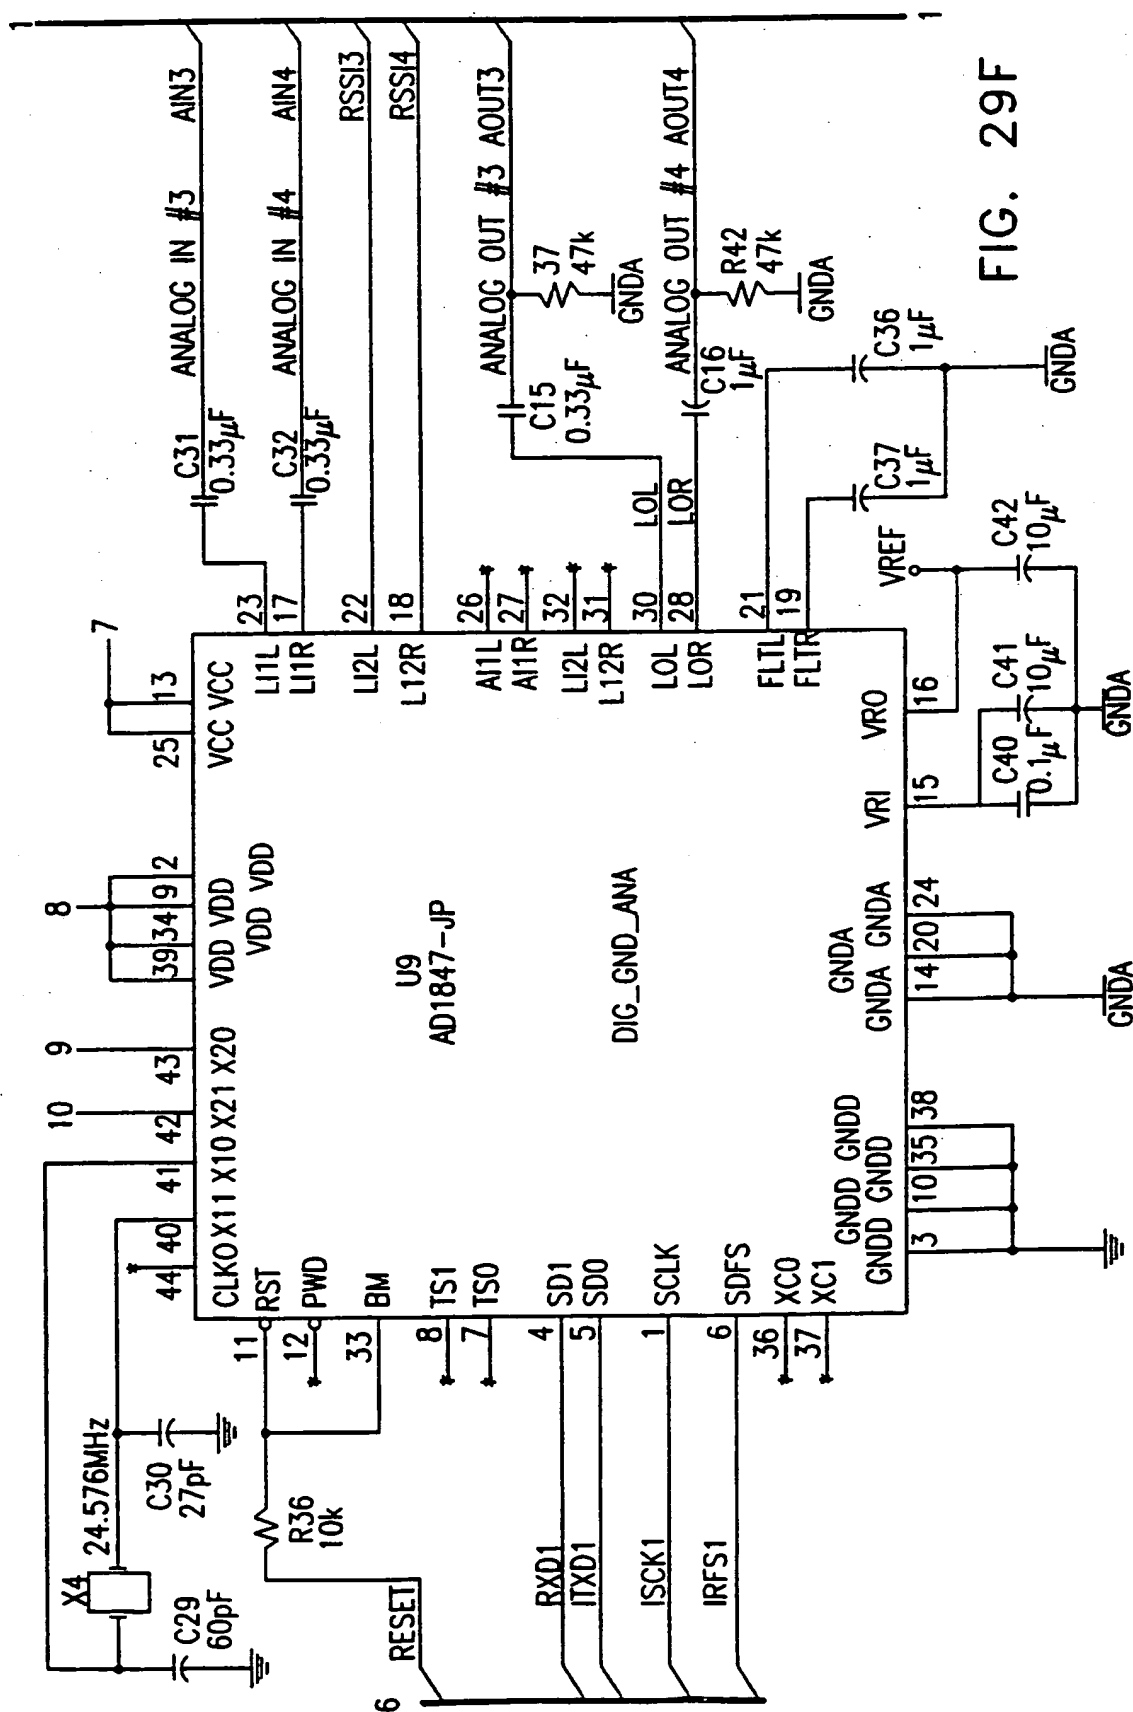 FIG. 29F
6
RESET
R36
10k
RXD1
ITXD1
ISCK1
IRFS1
X4
24.576MHz
C29
60pF
C30
27pF
10
9
8
7
44
40
41
42
43
39
34
9
2
25
13
CLKO X11 X10 X21 X20
VDD VDD
VDD VDD
VCC VCC
11
RST
12
PWD
33
BM
8
TS1
7
TS0
4
SD1
5
SD0
1
SCLK
6
SDFS
36
XC0
37
XC1
U9
AD1847-JP
DIG_GND_ANA
LI1L
23
LI1R
17
LI2L
22
L12R
18
AI1L
26
AI1R
27
LI2L
32
L12R
31
LOL
30
LOL
LOR
28
LOR
FLTL
21
FLTR
19
GNDD GNDD
GNDD GNDD
3
10
35
38
GNDA
GNDA GNDA
14
20
24
GNDA
VRI
15
VRO
16
C40
0.1µF
C41
10µF
C42
10µF
VREF
GNDA
C37
1µF
C36
1µF
GNDA
C31
0.33µF
ANALOG IN #3
AIN3
C32
0.33µF
ANALOG IN #4
AIN4
RSSI3
RSSI4
C15
0.33µF
ANALOG OUT #3
AOUT3
37
47k
GNDA
C16
1µF
ANALOG OUT #4
AOUT4
R42
47k
GNDA
1
1